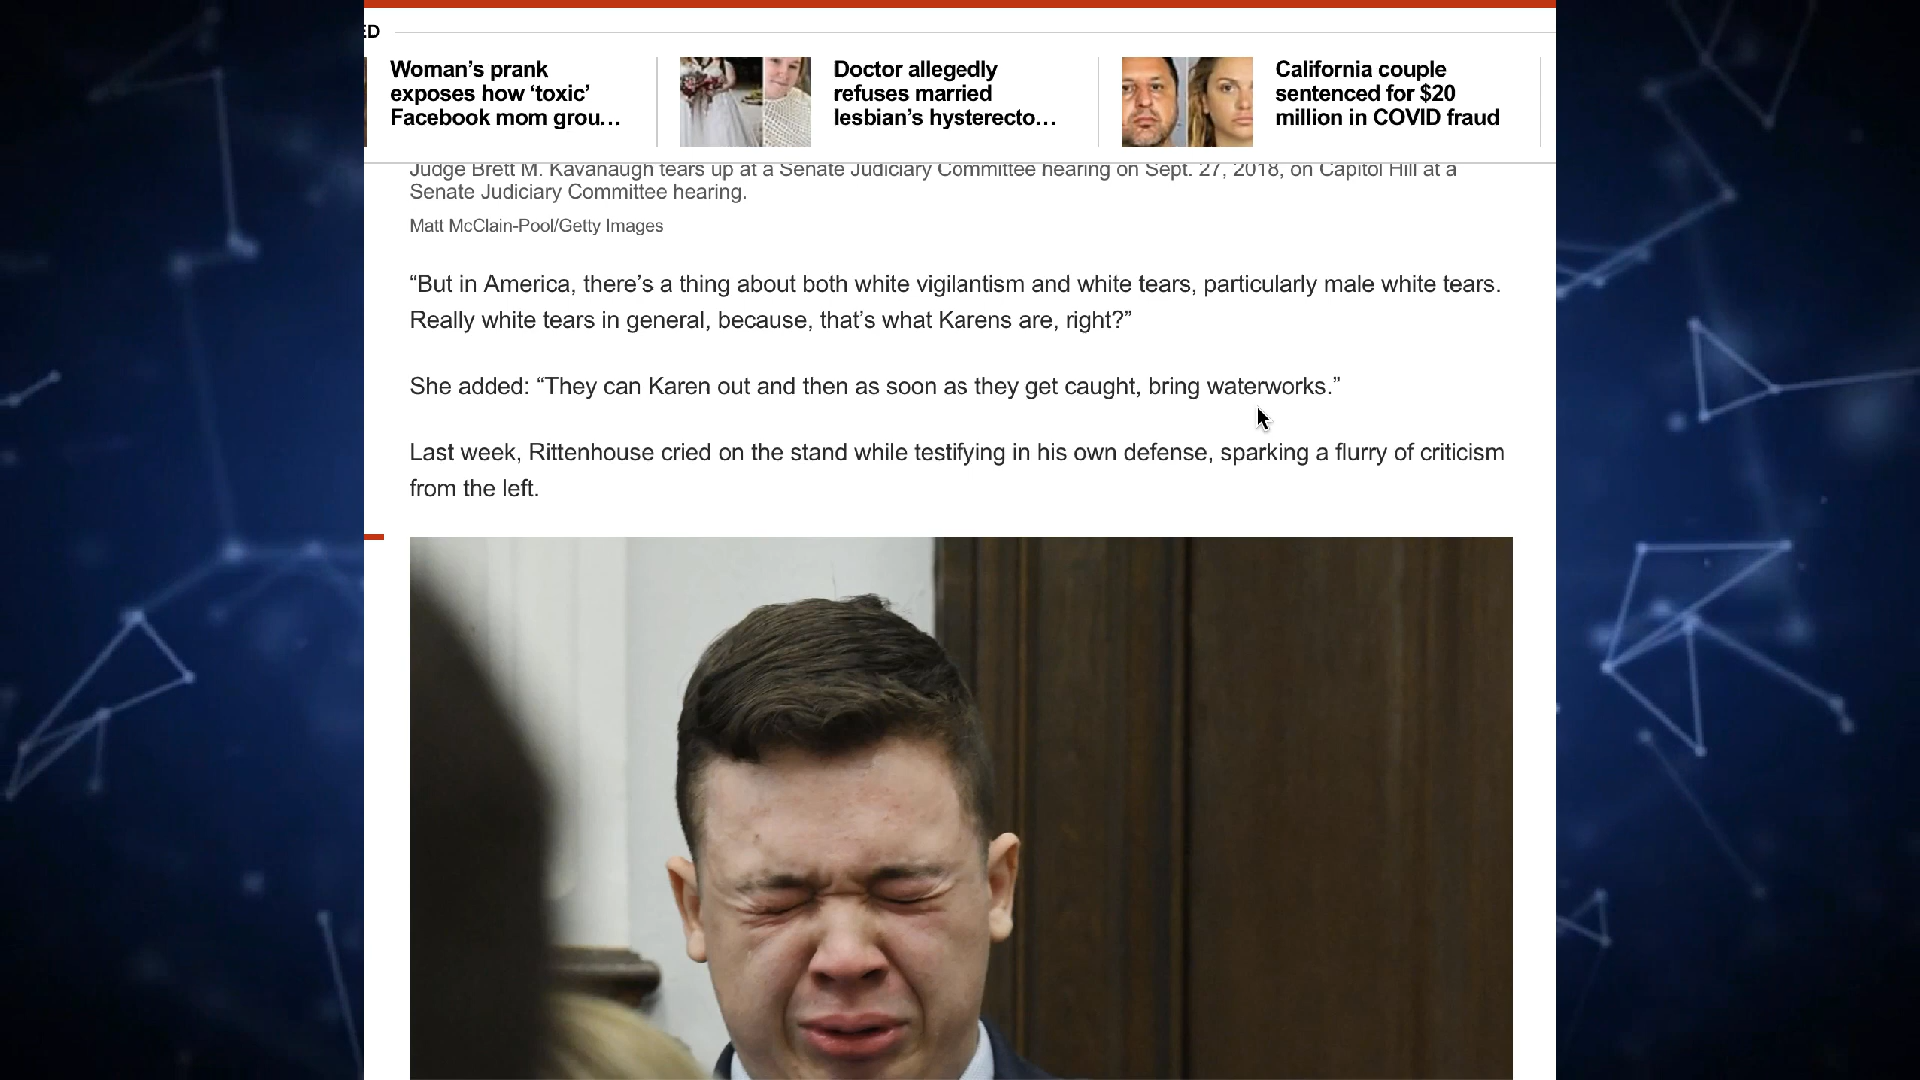 ED
Woman’s prank
exposes how ‘toxic’
Facebook mom grou…
Doctor allegedly
refuses married
lesbian’s hysterecto…
California couple
sentenced for $20
million in COVID fraud
Judge Brett M. Kavanaugh tears up at a Senate Judiciary Committee hearing on Sept. 27, 2018, on Capitol Hill at a
Senate Judiciary Committee hearing.
Matt McClain-Pool/Getty Images
“But in America, there’s a thing about both white vigilantism and white tears, particularly male white tears.
Really white tears in general, because, that’s what Karens are, right?”
She added: “They can Karen out and then as soon as they get caught, bring waterworks.”
Last week, Rittenhouse cried on the stand while testifying in his own defense, sparking a flurry of criticism
from the left.